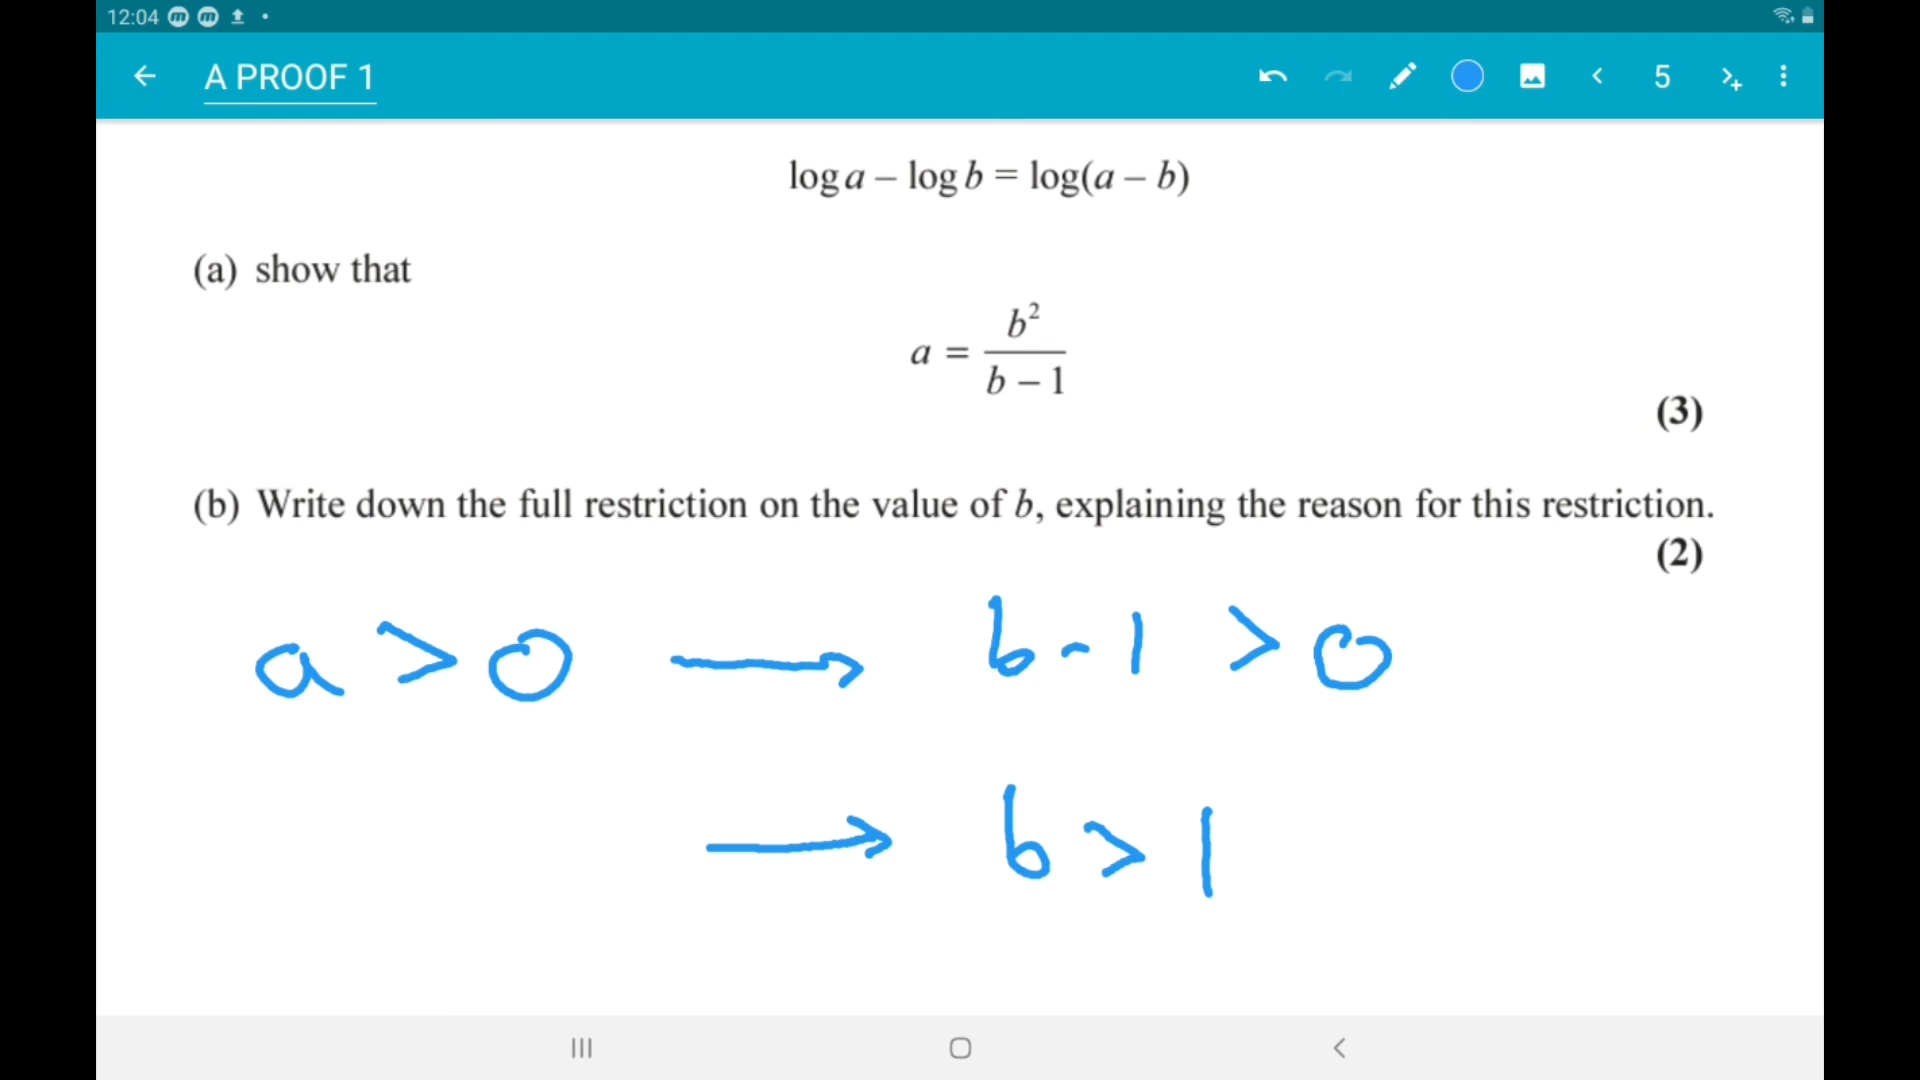 12:04
A PROOF 1
5
log a – log b = log(a – b)
(a) show that
a = b²/(b – 1)
(3)
(b) Write down the full restriction on the value of b, explaining the reason for this restriction.
(2)
a > 0 → b - 1 > 0
→ b > 1